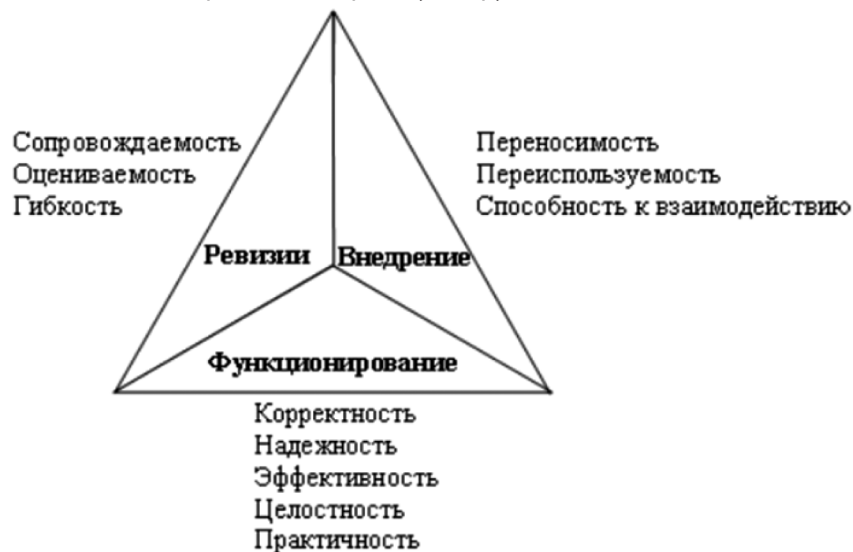 Сопровождаемость
Оцениваемость
Гибкость
Переносимость
Переиспользуемость
Способность к взаимодействию
Ревизии
Внедрение
Функционирование
Корректность
Надежность
Эффективность
Целостность
Практичность